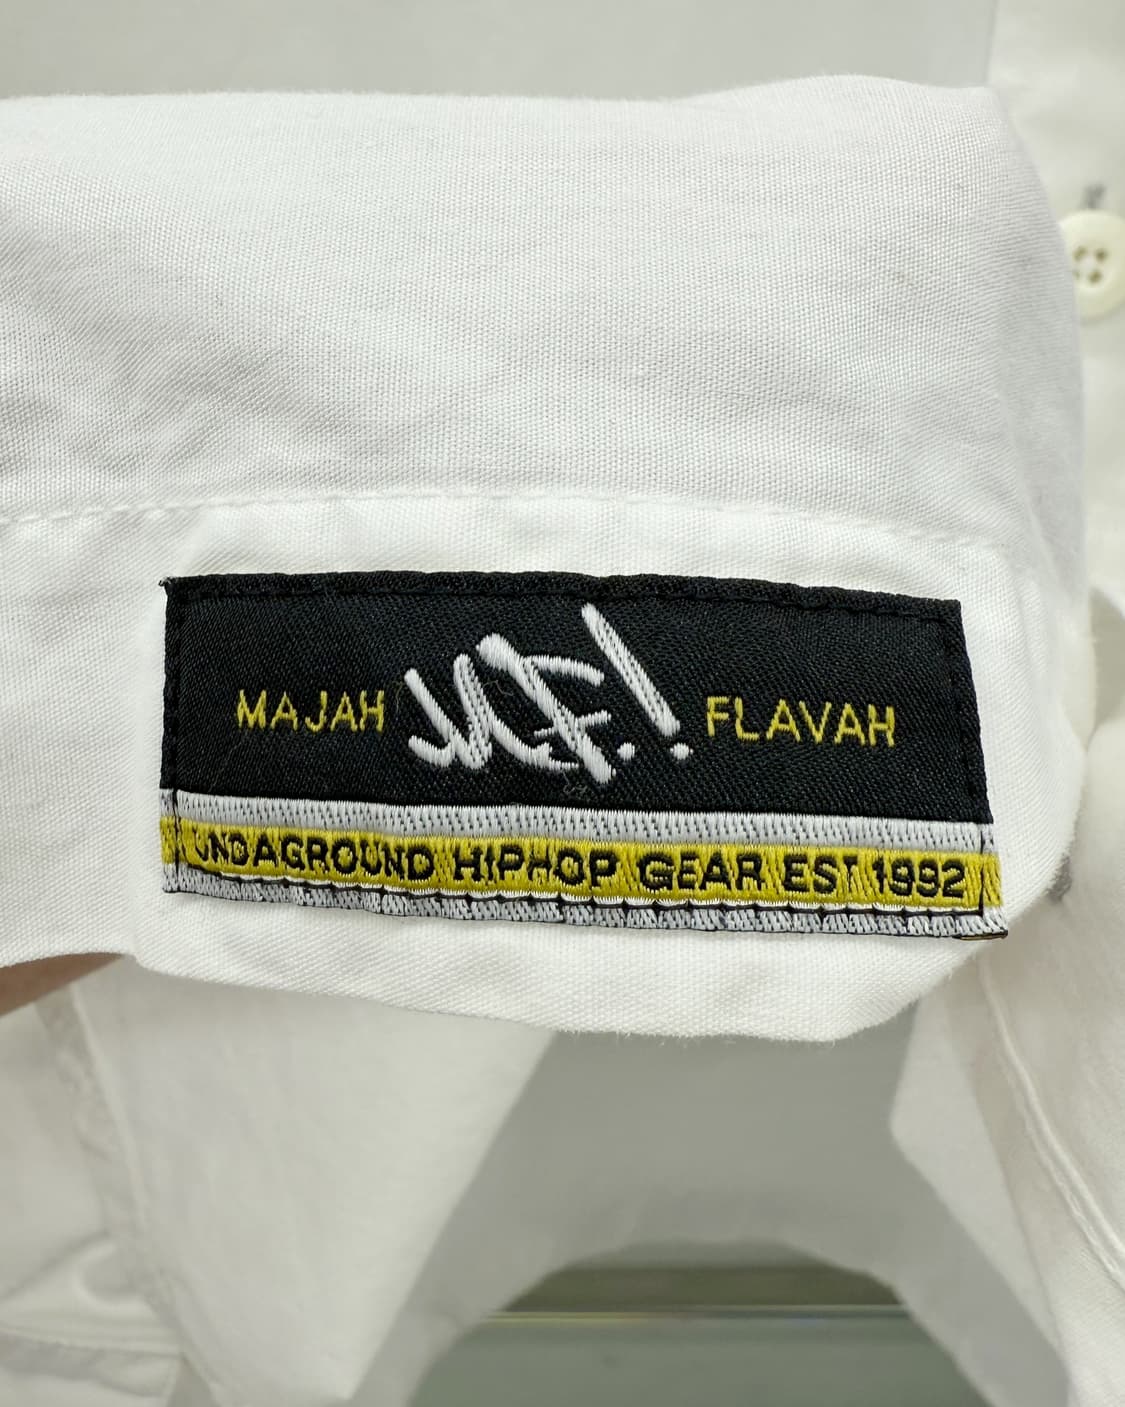 MAJAH M.F.! FLAVAH
UNDAGROUND HIPHOP GEAR EST 1992